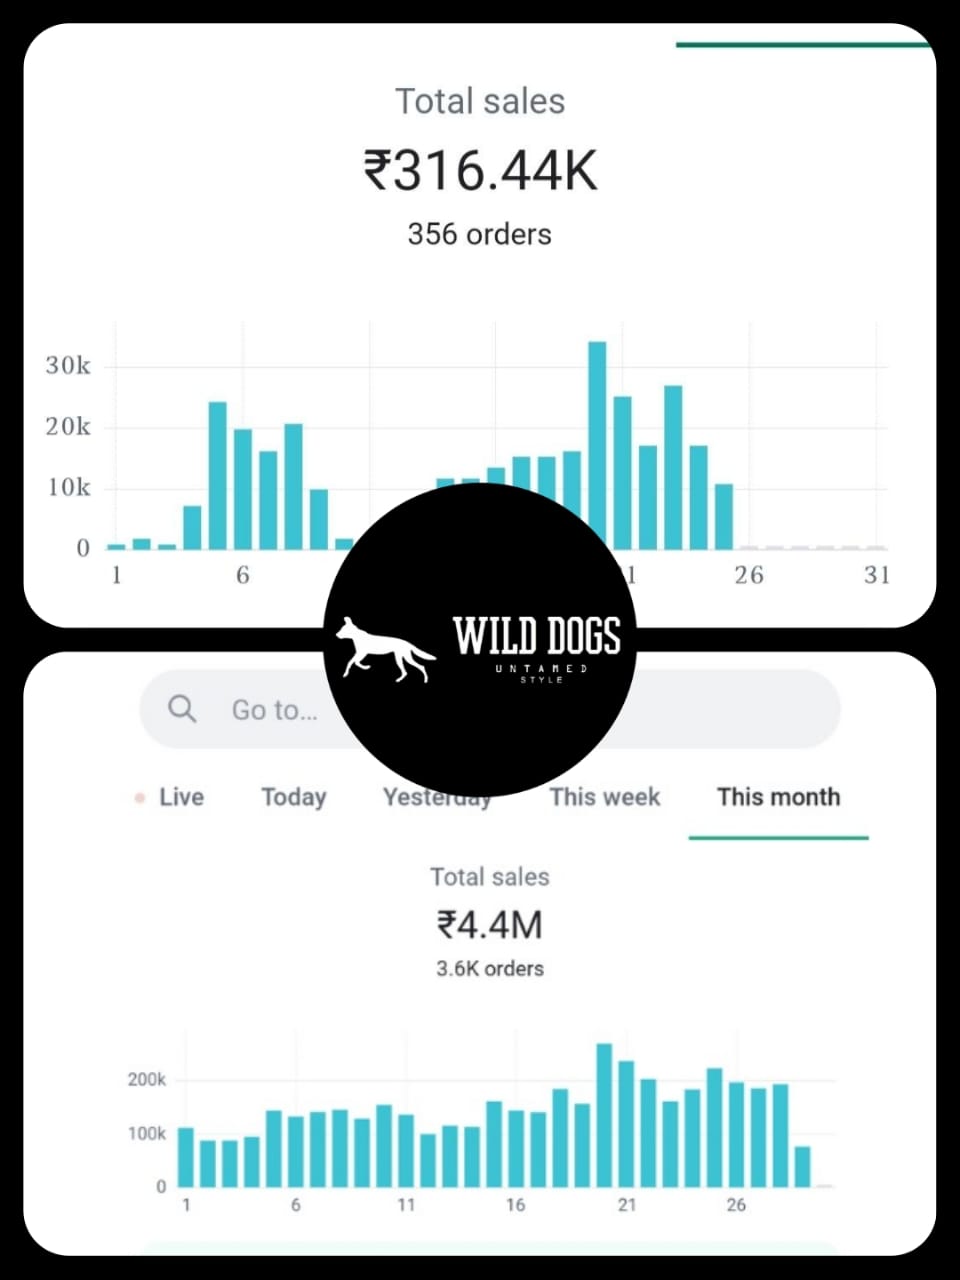 Total sales
₹316.44K
356 orders
30k
20k
10k
0
1 6 26 31
WILD DOGS
UNTAMED
STYLE
Go to...
Live Today Yesterday This week This month
Total sales
₹4.4M
3.6K orders
200k
100k
0
1 6 11 16 21 26